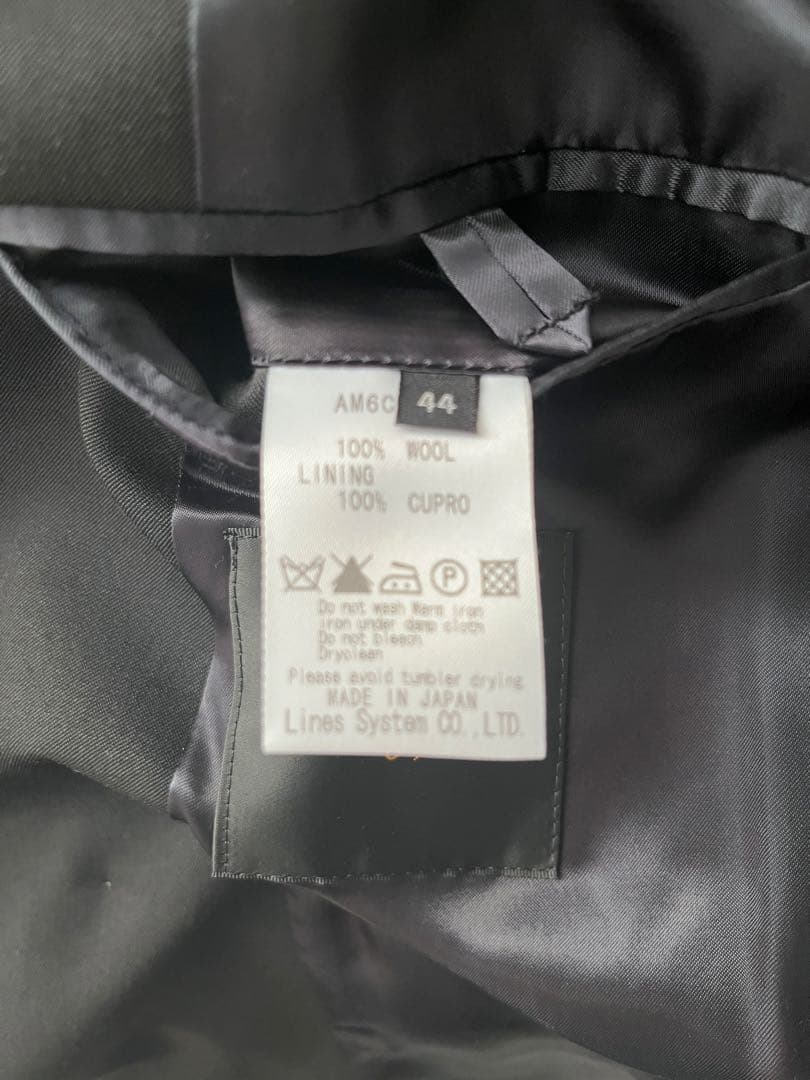 AM6C 44
100% WOOL
LINING
100% CUPRO
P
Do not wash Warm iron
iron under damp cloth
Do not bleach
Dryclean
Please avoid tumbler drying
MADE IN JAPAN
Lines System CO.,LTD.